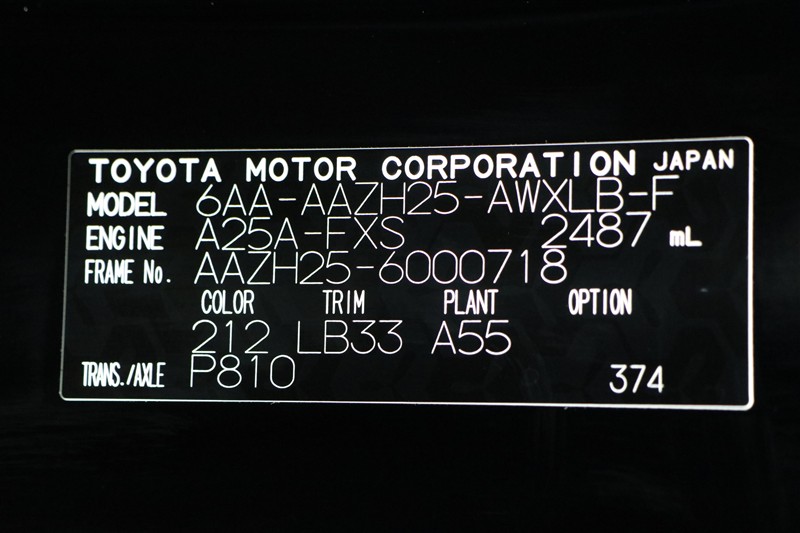 TOYOTA MOTOR CORPORATION JAPAN
MODEL 6AA-AAZH25-AWXLB-F
ENGINE A25A-FXS 2487 mL
FRAME No. AAZH25-6000718
COLOR TRIM PLANT OPTION
212 LB33 A55
TRANS./AXLE P810 374